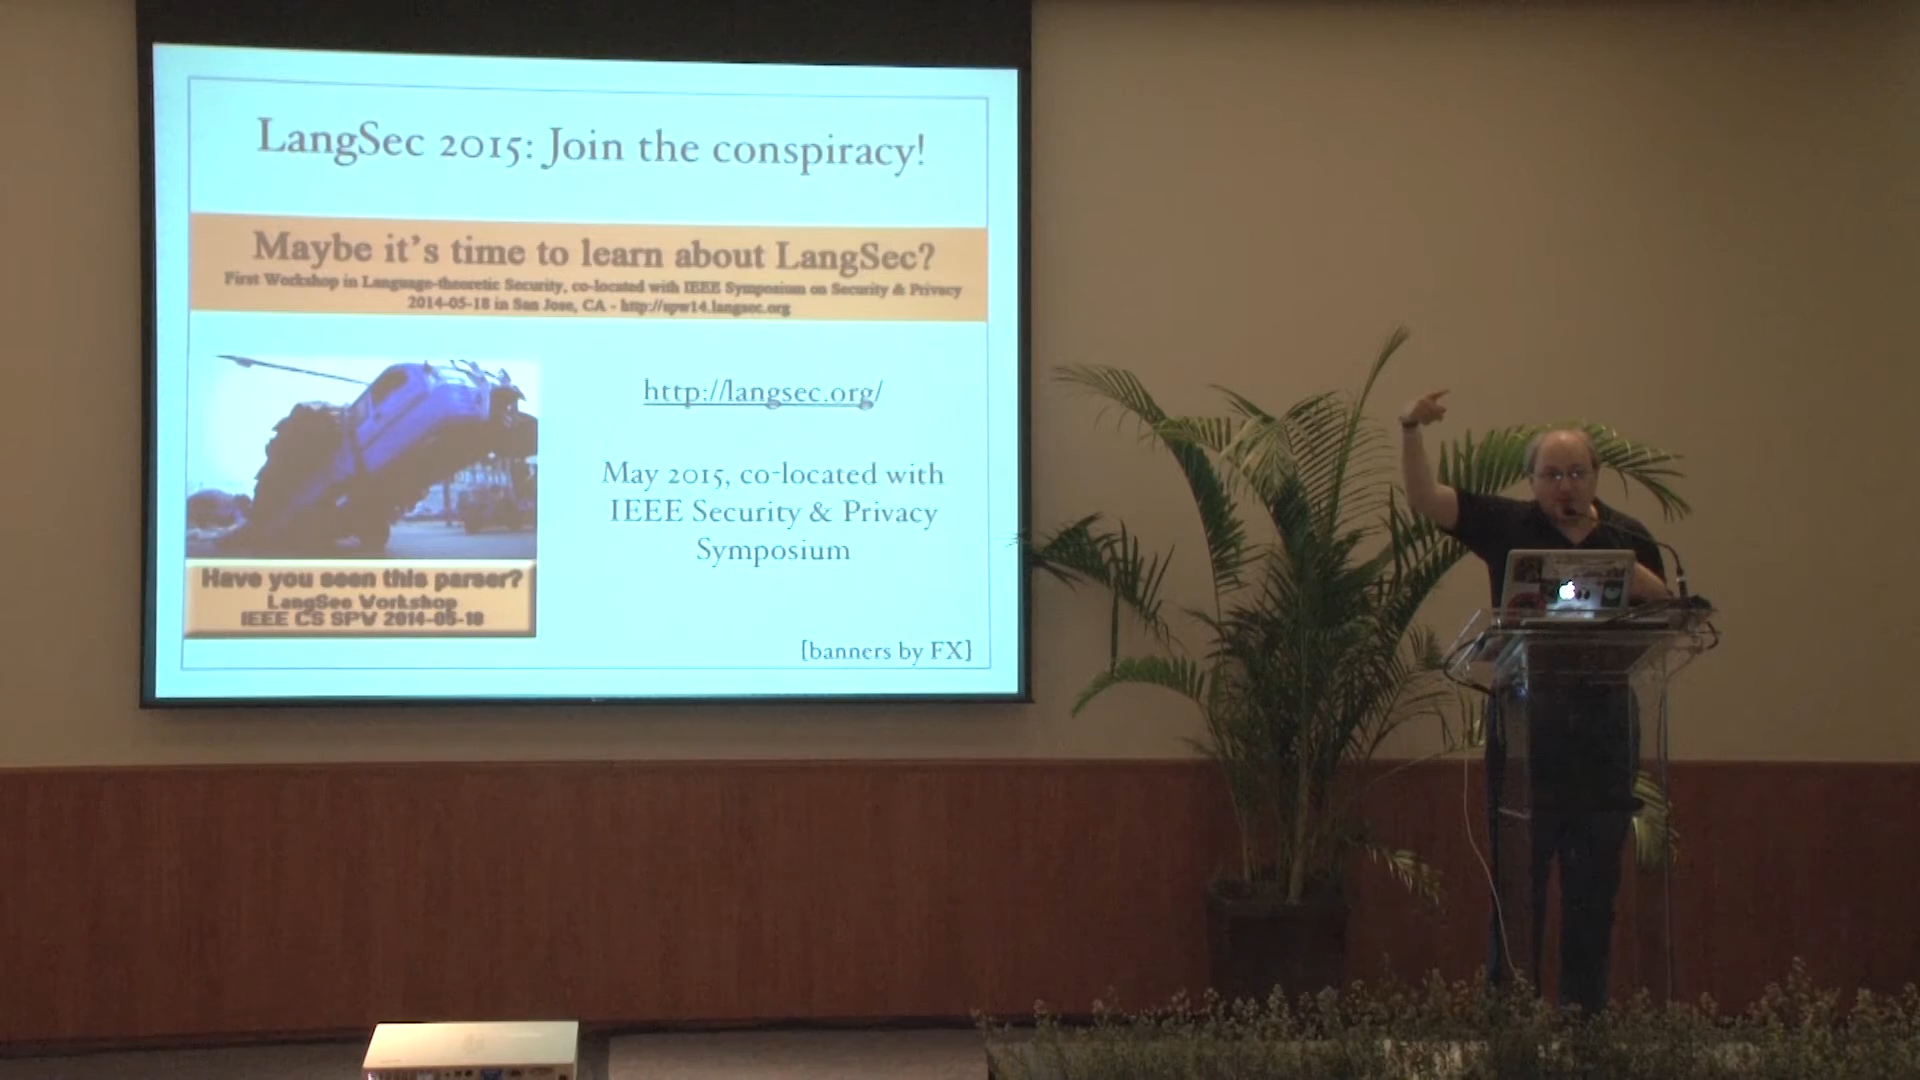 LangSec 2015: Join the conspiracy!
Maybe it's time to learn about LangSec?
First Workshop in Language-theoretic Security, co-located with IEEE Symposium on Security & Privacy
2014-05-18 in San Jose, CA - http://spw14.langsec.org
http://langsec.org/
May 2015, co-located with
IEEE Security & Privacy
Symposium
Have you seen this parser?
LangSec Workshop
IEEE CS SPW 2014-05-18
[banners by FX]